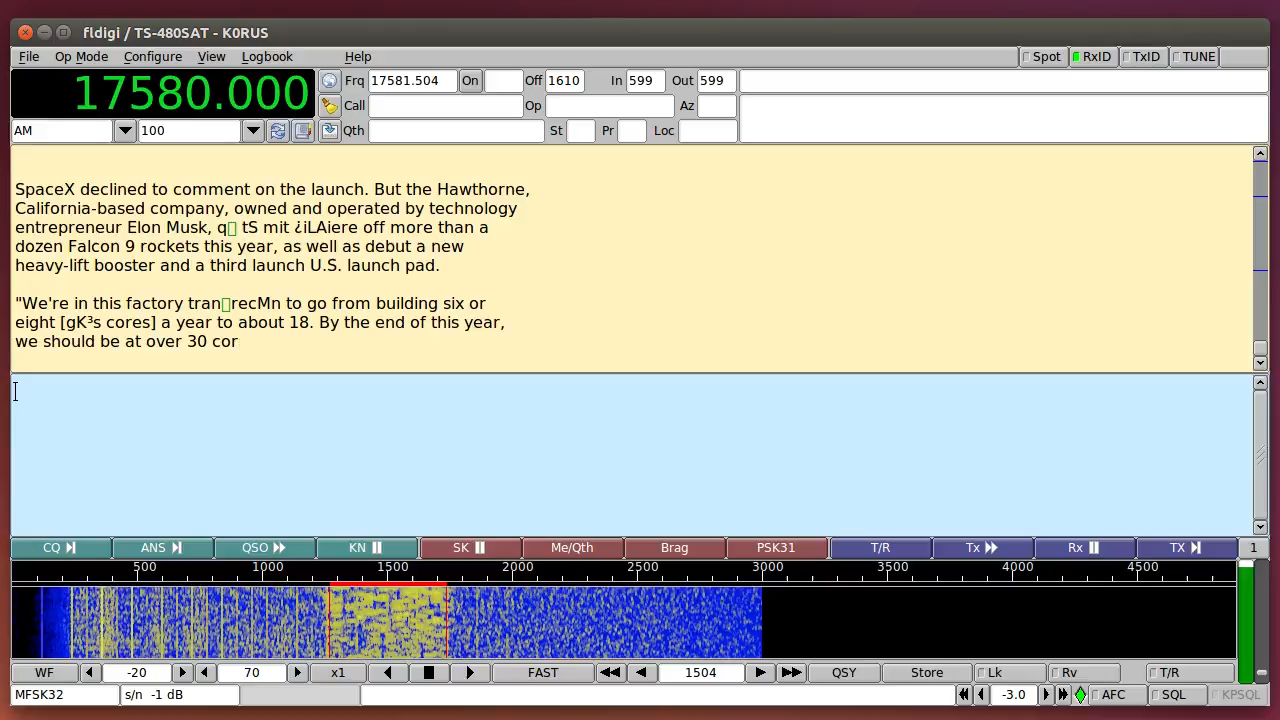 fldigi / TS-480SAT - K0RUS
File Op Mode Configure View Logbook Help Spot RxID TxID TUNE
17580.000 Frq 17581.504 On Off 1610 In 599 Out 599
Call Op Az
AM 100 Qth St Pr Loc
SpaceX declined to comment on the launch. But the Hawthorne,
California-based company, owned and operated by technology
entrepreneur Elon Musk, q tS mit ¿iLAiere off more than a
dozen Falcon 9 rockets this year, as well as debut a new
heavy-lift booster and a third launch U.S. launch pad.
"We're in this factory tran recMn to go from building six or
eight [gK³s cores] a year to about 18. By the end of this year,
we should be at over 30 cor
CQ ANS QSO KN SK Me/Qth Brag PSK31 T/R Tx Rx TX 1
500 1000 1500 2000 2500 3000 3500 4000 4500
WF -20 70 x1 FAST 1504 QSY Store Lk Rv T/R
MFSK32 s/n -1 dB -3.0 AFC SQL KPSQL